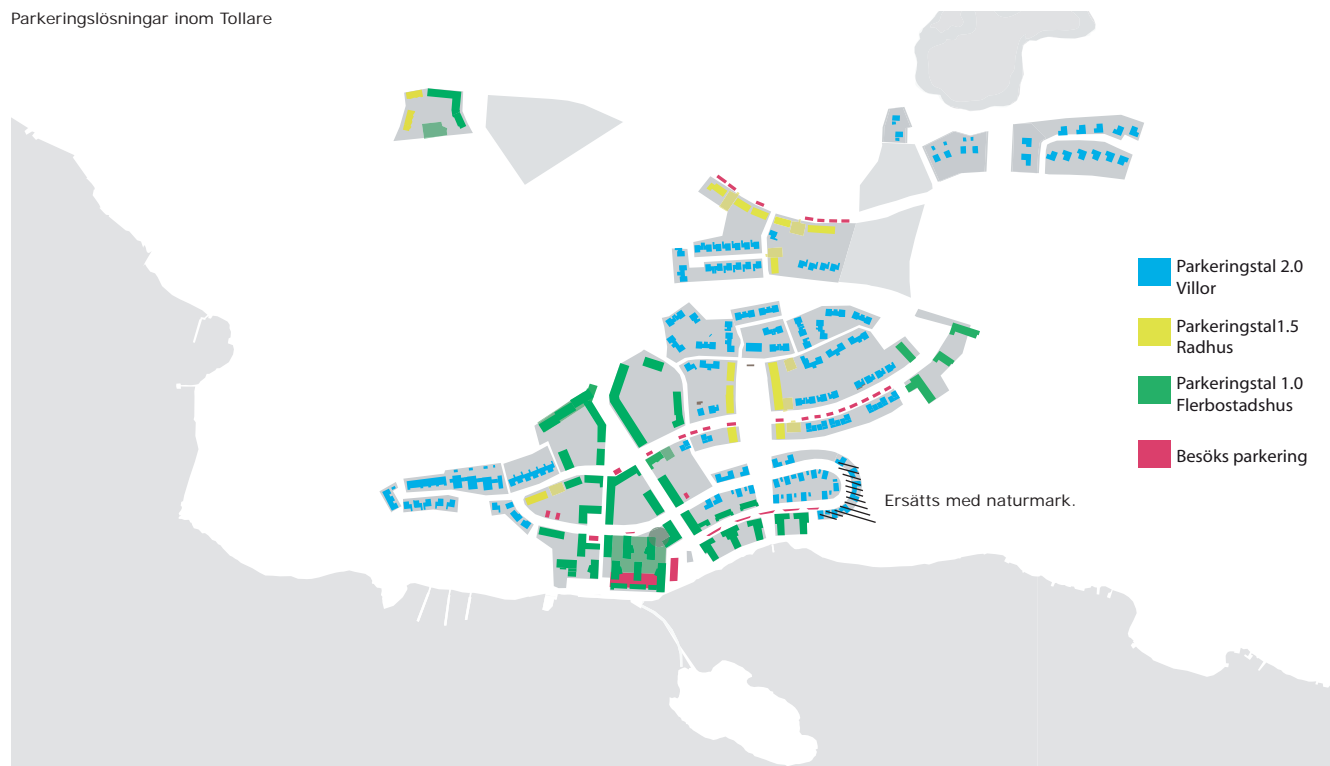 Parkeringslösningar inom Tollare
Parkeringstal 2.0
Villor
Parkeringstal1.5
Radhus
Parkeringstal 1.0
Flerbostadshus
Besöks parkering
Ersätts med naturmark.